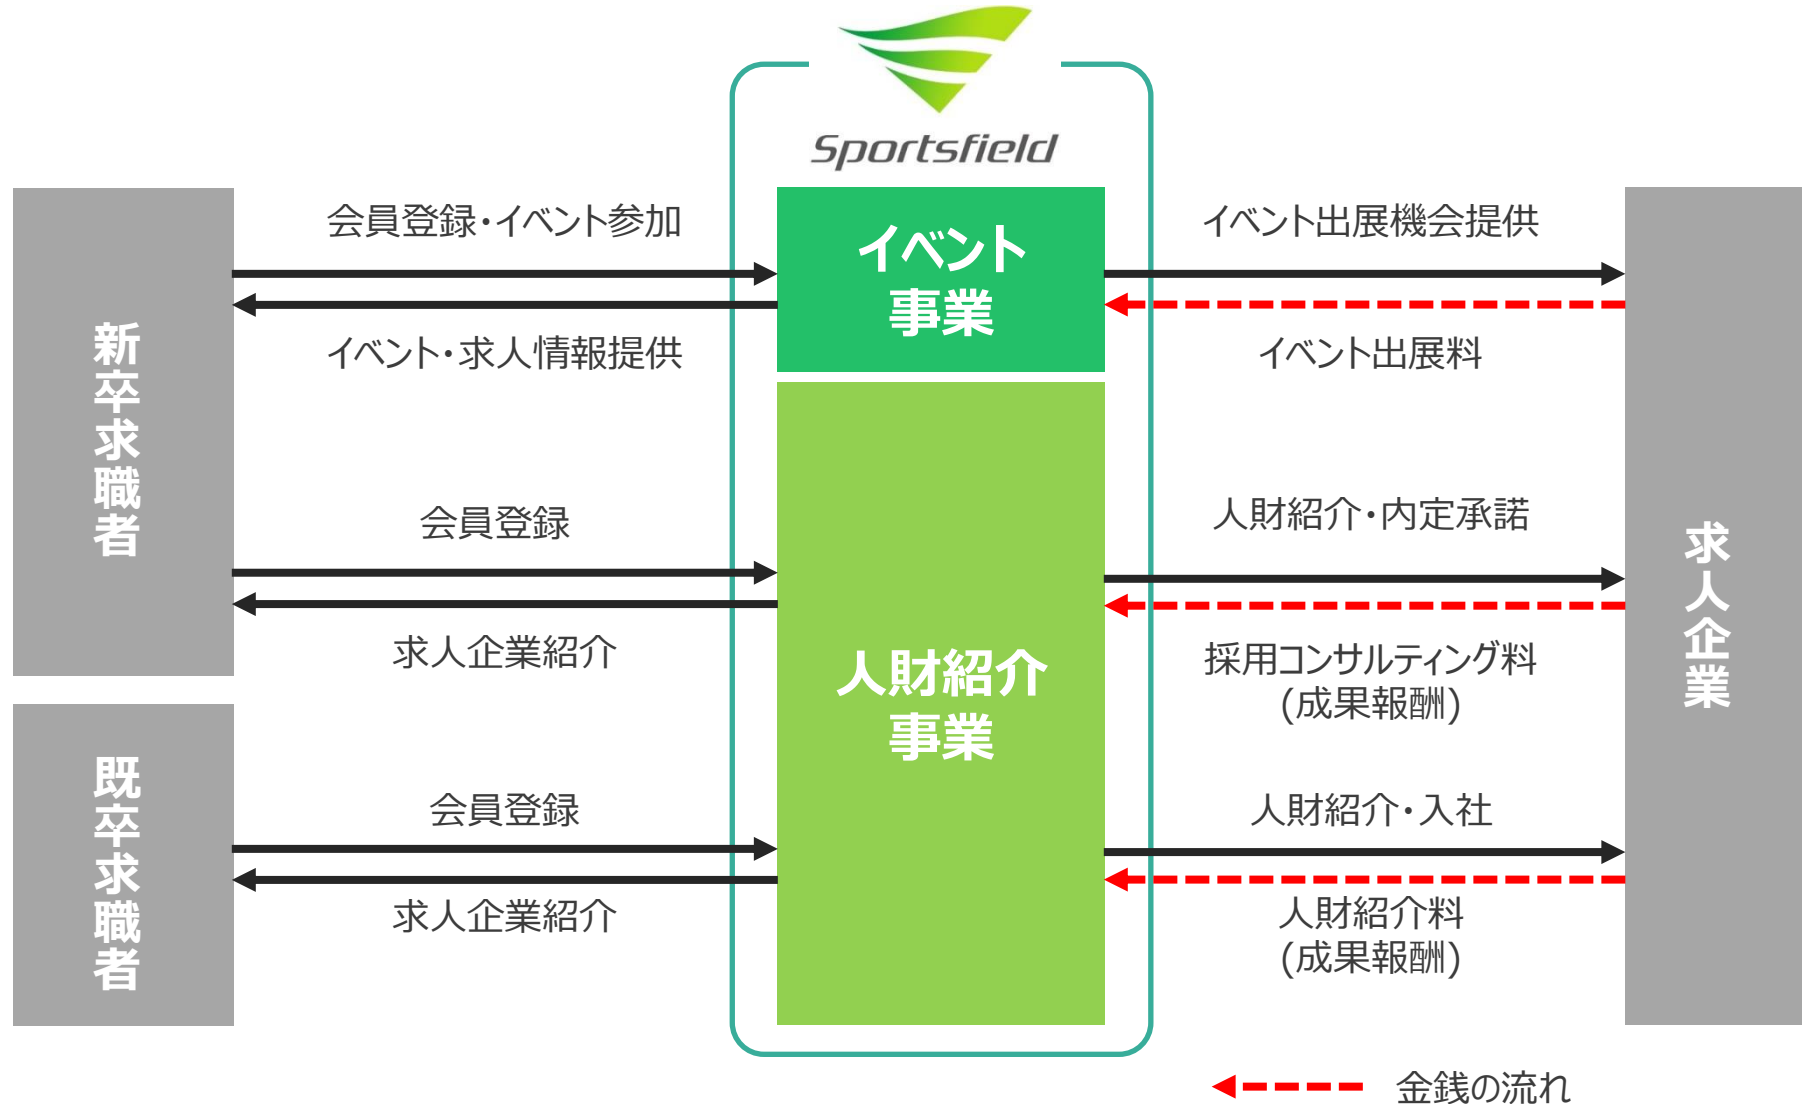 Sportsfield
新卒求職者
既卒求職者
会員登録・イベント参加
イベント・求人情報提供
会員登録
求人企業紹介
会員登録
求人企業紹介
イベント
事業
人財紹介
事業
イベント出展機会提供
イベント出展料
人財紹介・内定承諾
採用コンサルティング料
(成果報酬)
人財紹介・入社
人財紹介料
(成果報酬)
求人企業
金銭の流れ